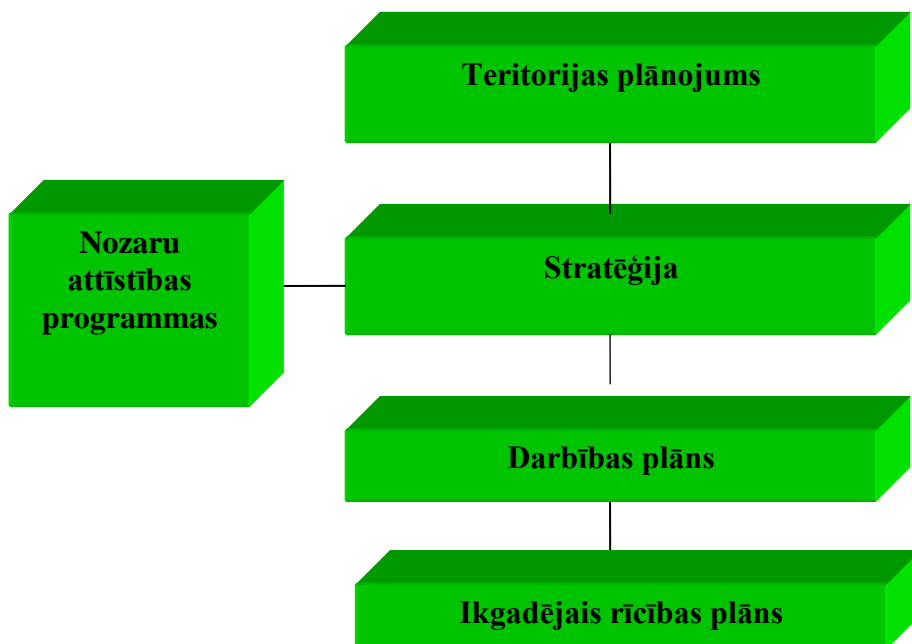 Teritorijas plānojums
Nozaru
attīstības
programmas
Stratēģija
Darbības plāns
Ikgadējais rīcības plāns